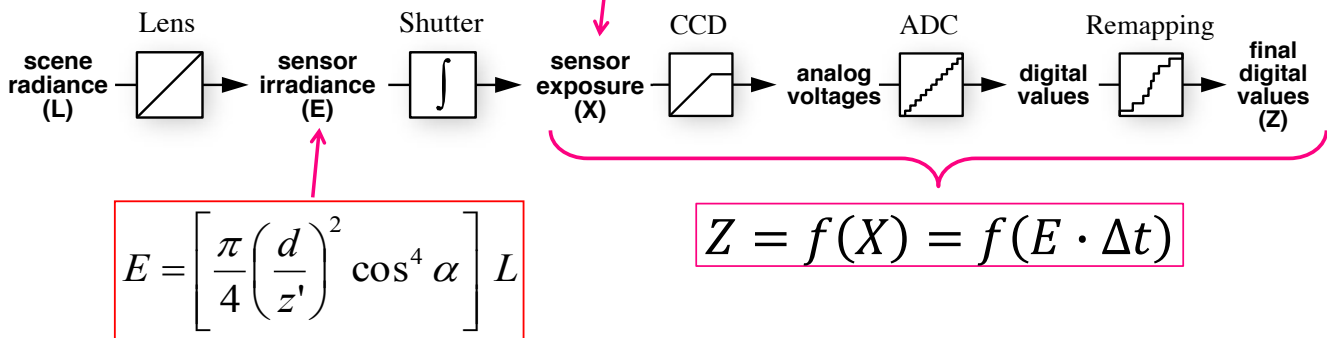 Lens Shutter CCD ADC Remapping
scene radiance (L)
sensor irradiance (E)
∫
sensor exposure (X)
analog voltages
digital values
final digital values (Z)
E = [ π/4 (d/z')² cos⁴ α ] L
Z = f(X) = f(E · Δt)